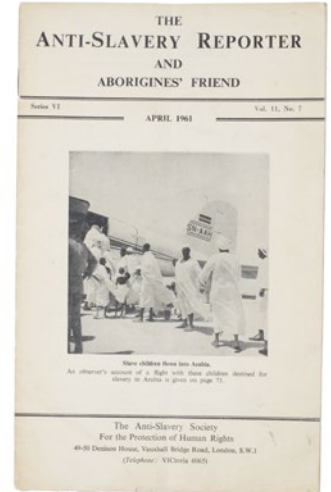 THE
ANTI-SLAVERY REPORTER
AND
ABORIGINES' FRIEND
Series VI
Vol. 11, No. 7
APRIL 1961
SN-AAH
Slave children flown into Arabia.
An observer's account of a flight with these children destined for
slavery in Arabia is given on page 73.
The Anti-Slavery Society
For the Protection of Human Rights
49-50 Denison House, Vauxhall Bridge Road, London, S.W.1
(Telephone: VICtoria 6065)